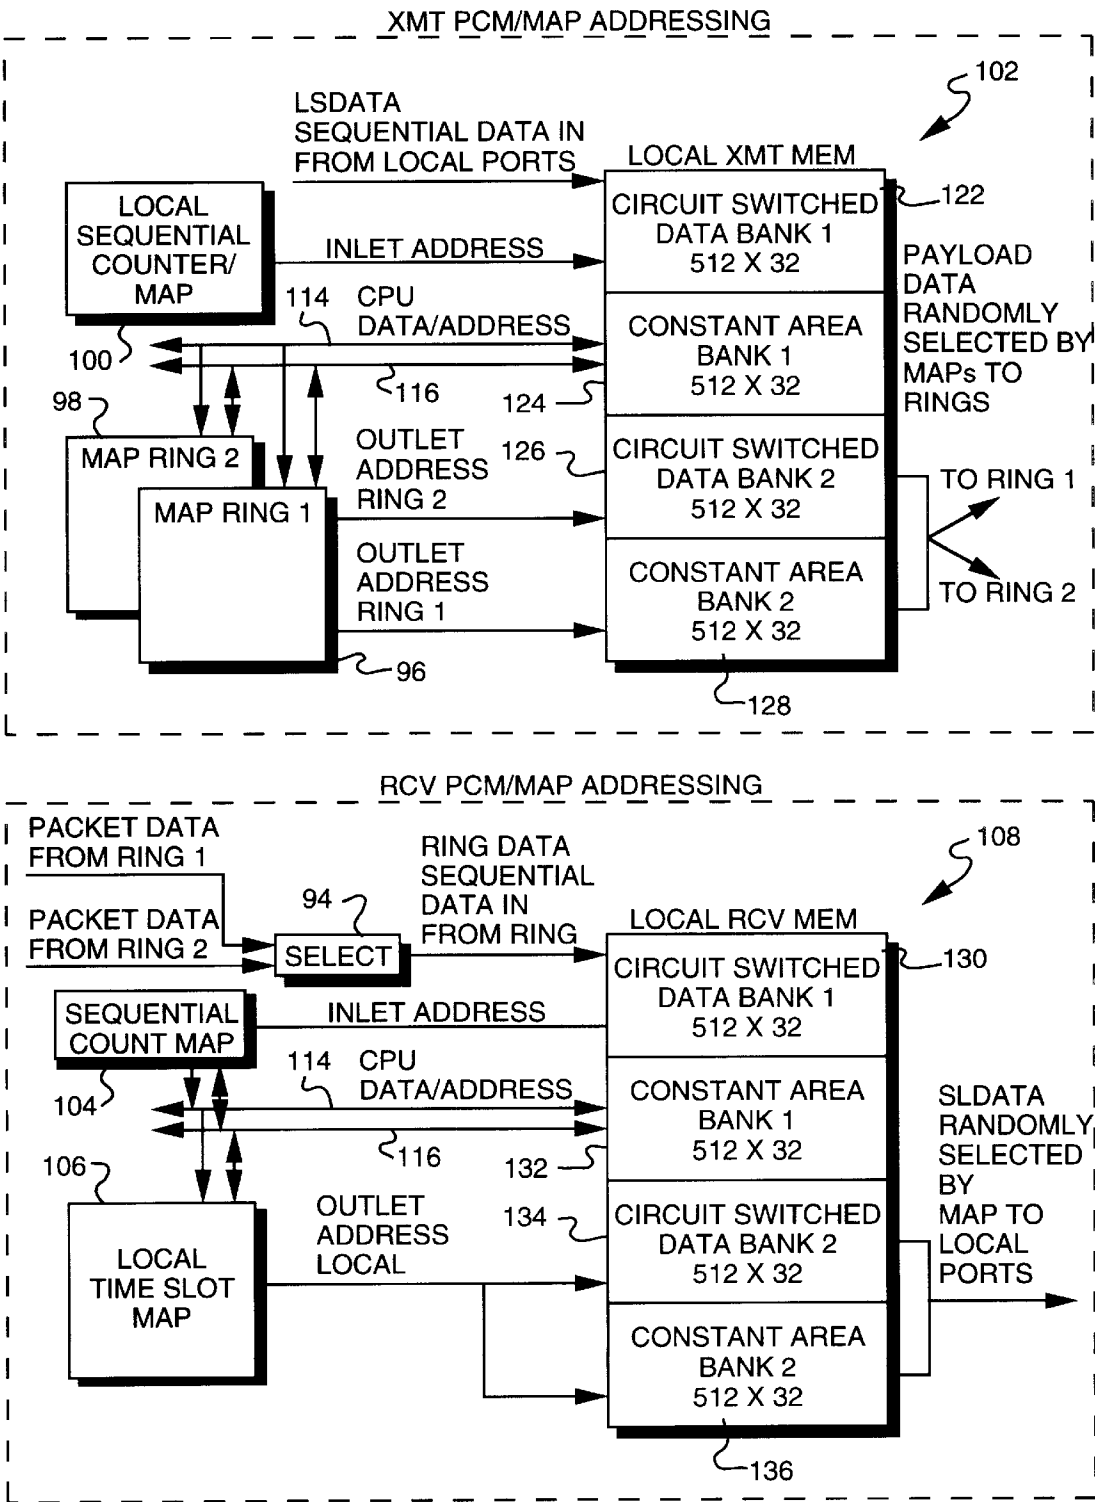 XMT PCM/MAP ADDRESSING
102
LSDATA
SEQUENTIAL DATA IN
FROM LOCAL PORTS
LOCAL XMT MEM
LOCAL
SEQUENTIAL
COUNTER/
MAP
100
INLET ADDRESS
CIRCUIT SWITCHED
DATA BANK 1
512 X 32
122
114
CPU
DATA/ADDRESS
116
CONSTANT AREA
BANK 1
512 X 32
124
PAYLOAD
DATA
RANDOMLY
SELECTED BY
MAPs TO
RINGS
98
MAP RING 2
MAP RING 1
96
OUTLET
ADDRESS
RING 2
126
CIRCUIT SWITCHED
DATA BANK 2
512 X 32
TO RING 1
OUTLET
ADDRESS
RING 1
CONSTANT AREA
BANK 2
512 X 32
TO RING 2
128
RCV PCM/MAP ADDRESSING
108
PACKET DATA
FROM RING 1
PACKET DATA
FROM RING 2
94
SELECT
RING DATA
SEQUENTIAL
DATA IN
FROM RING
LOCAL RCV MEM
CIRCUIT SWITCHED
DATA BANK 1
512 X 32
130
SEQUENTIAL
COUNT MAP
104
INLET ADDRESS
114
CPU
DATA/ADDRESS
116
CONSTANT AREA
BANK 1
512 X 32
132
SLDATA
RANDOMLY
SELECTED
BY
MAP TO
LOCAL
PORTS
106
LOCAL
TIME SLOT
MAP
OUTLET
ADDRESS
LOCAL
134
CIRCUIT SWITCHED
DATA BANK 2
512 X 32
CONSTANT AREA
BANK 2
512 X 32
136